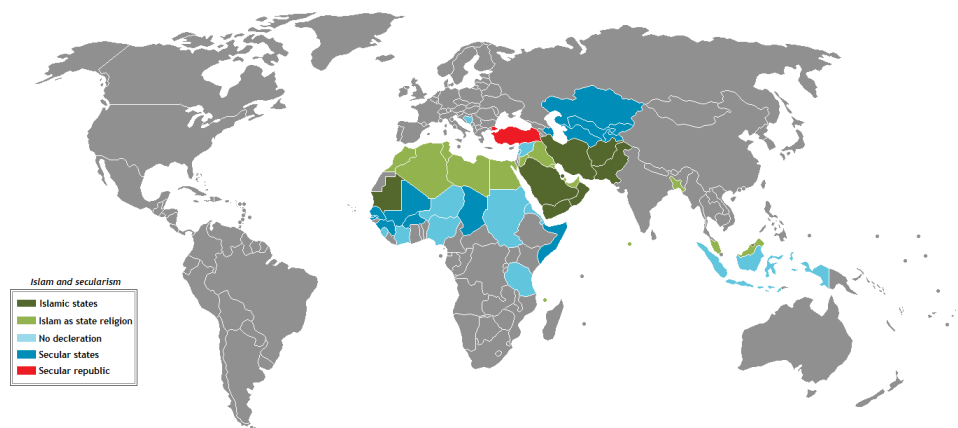 Islam and secularism
Islamic states
Islam as state religion
No decleration
Secular states
Secular republic